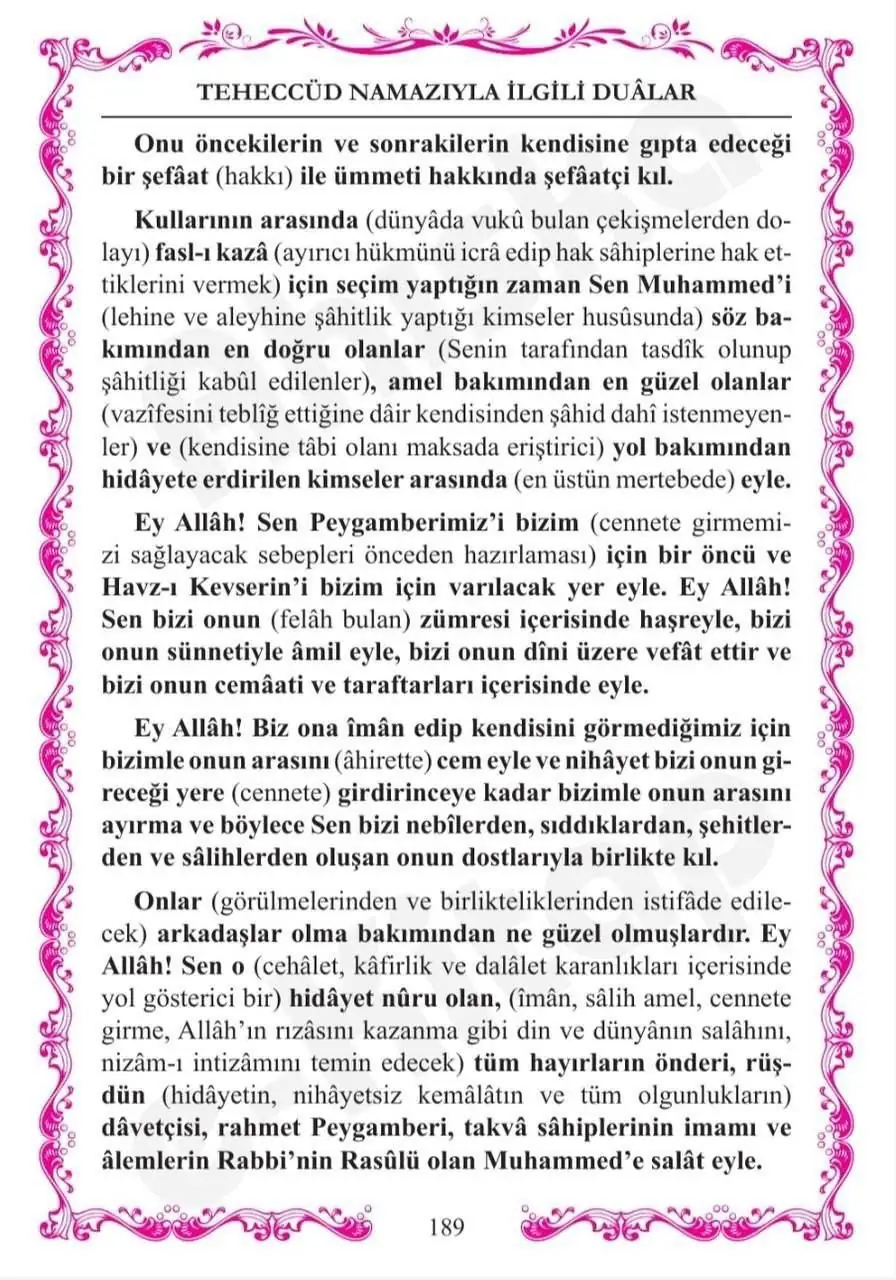 TEHECCÜD NAMAZIYLA İLGİLİ DUÂLAR
Onu öncekilerin ve sonrakilerin kendisine gıpta edeceği
bir şefâat (hakkı) ile ümmeti hakkında şefâatçi kıl.
Kullarının arasında (dünyâda vukû bulan çekişmelerden do-
layı) fasl-ı kazâ (ayırıcı hükmünü icrâ edip hak sâhiplerine hak et-
tiklerini vermek) için seçim yaptığın zaman Sen Muhammed’i
(lehine ve aleyhine şâhitlik yaptığı kimseler husûsunda) söz ba-
kımından en doğru olanlar (Senin tarafından tasdîk olunup
şâhitliği kabûl edilenler), amel bakımından en güzel olanlar
(vazîfesini teblîğ ettiğine dâir kendisinden şâhid dahî istenmeyen-
ler) ve (kendisine tâbi olanı maksada eriştirici) yol bakımından
hidâyete erdirilen kimseler arasında (en üstün mertebede) eyle.
Ey Allâh! Sen Peygamberimiz’i bizim (cennete girmemi-
zi sağlayacak sebepleri önceden hazırlaması) için bir öncü ve
Havz-ı Kevserin’i bizim için varılacak yer eyle. Ey Allâh!
Sen bizi onun (felâh bulan) zümresi içerisinde haşreyle, bizi
onun sünnetiyle âmil eyle, bizi onun dîni üzere vefât ettir ve
bizi onun cemâati ve taraftarları içerisinde eyle.
Ey Allâh! Biz ona îmân edip kendisini görmediğimiz için
bizimle onun arasını (âhirette) cem eyle ve nihâyet bizi onun gi-
receği yere (cennete) girdirinceye kadar bizimle onun arasını
ayırma ve böylece Sen bizi nebîlerden, sıddıklardan, şehitler-
den ve sâlihlerden oluşan onun dostlarıyla birlikte kıl.
Onlar (görülmelerinden ve birlikteliklerinden istifâde edile-
cek) arkadaşlar olma bakımından ne güzel olmuşlardır. Ey
Allâh! Sen o (cehâlet, kâfirlik ve dalâlet karanlıkları içerisinde
yol gösterici bir) hidâyet nûru olan, (îmân, sâlih amel, cennete
girme, Allâh’ın rızâsını kazanma gibi din ve dünyânın salâhını,
nizâm-ı intizâmını temin edecek) tüm hayırların önderi, rüş-
dün (hidâyetin, nihâyetsiz kemâlâtın ve tüm olgunlukların)
dâvetçisi, rahmet Peygamberi, takvâ sâhiplerinin imamı ve
âlemlerin Rabbi’nin Rasûlü olan Muhammed’e salât eyle.
189